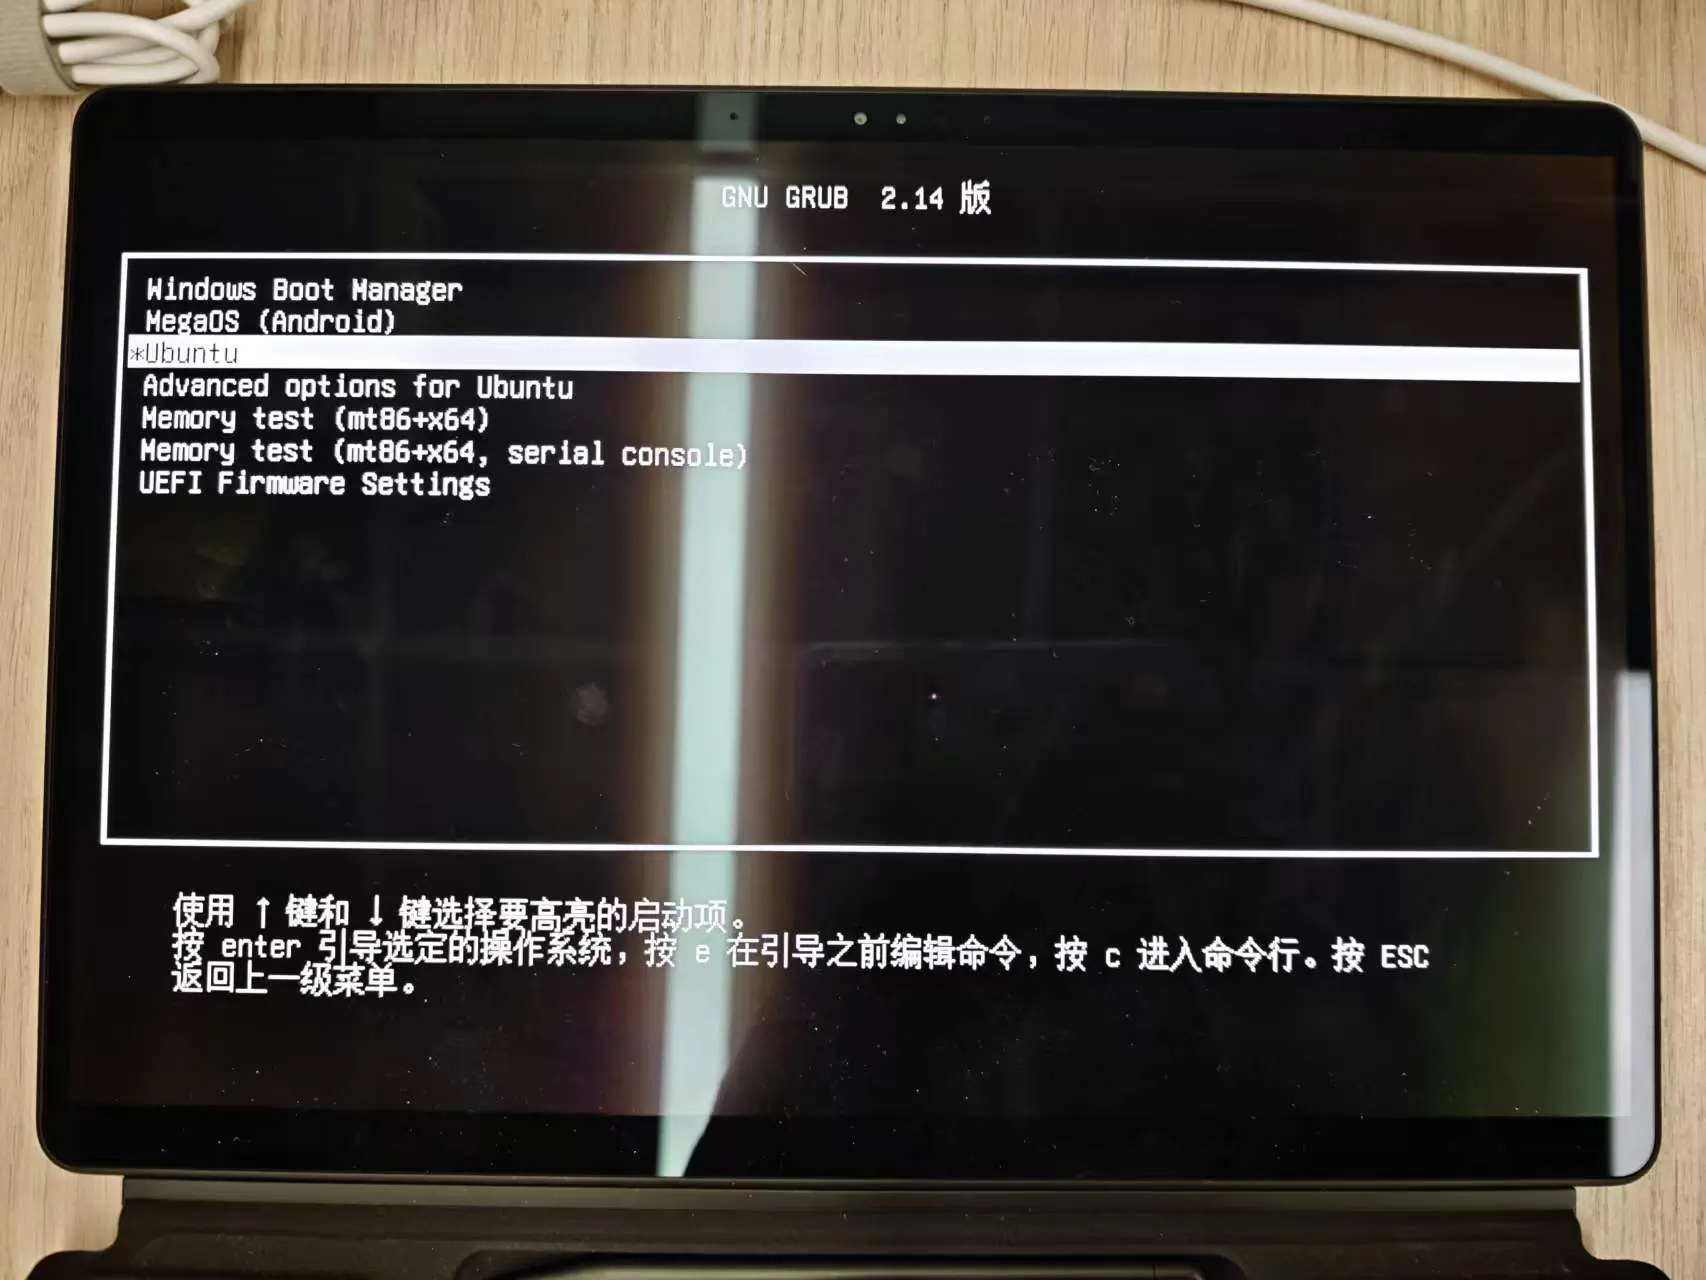 GNU GRUB 2.14 版
Windows Boot Manager
MegaOS (Android)
*Ubuntu
Advanced options for Ubuntu
Memory test (mt86+x64)
Memory test (mt86+x64, serial console)
UEFI Firmware Settings
使用 ↑ 键和 ↓ 键选择要高亮的启动项。
按 enter 引导选定的操作系统，按 e 在引导之前编辑命令，按 c 进入命令行。按 ESC
返回上一级菜单。